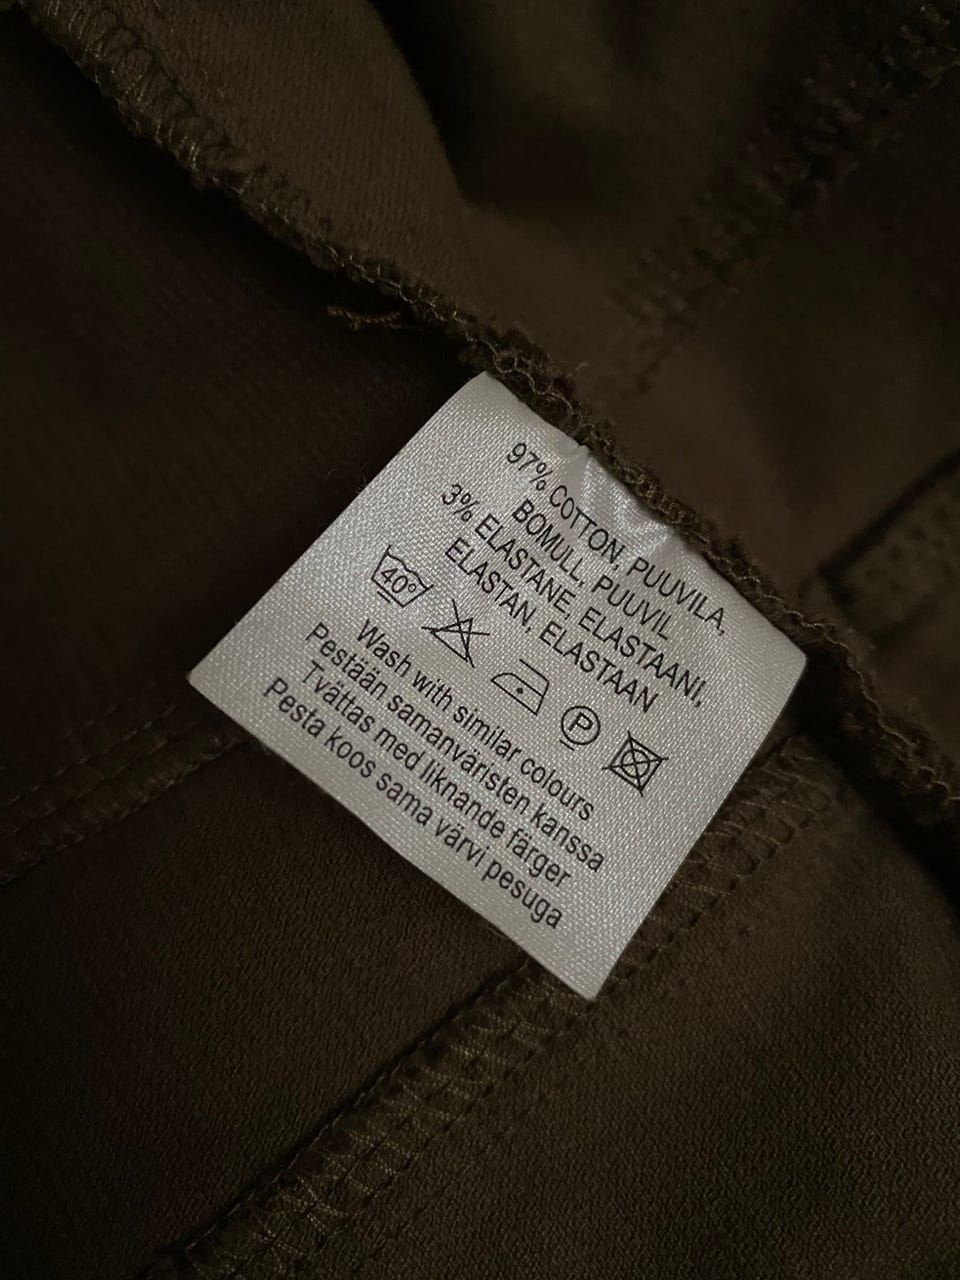 97% COTTON, PUUVILA,
BOMULL, PUUVIL
3% ELASTANE, ELASTAANI,
ELASTAN, ELASTAAN
40° P
Wash with similar colours
Pestään samanväristen kanssa
Tvättas med liknande färger
Pesta koos sama värvi pesuga